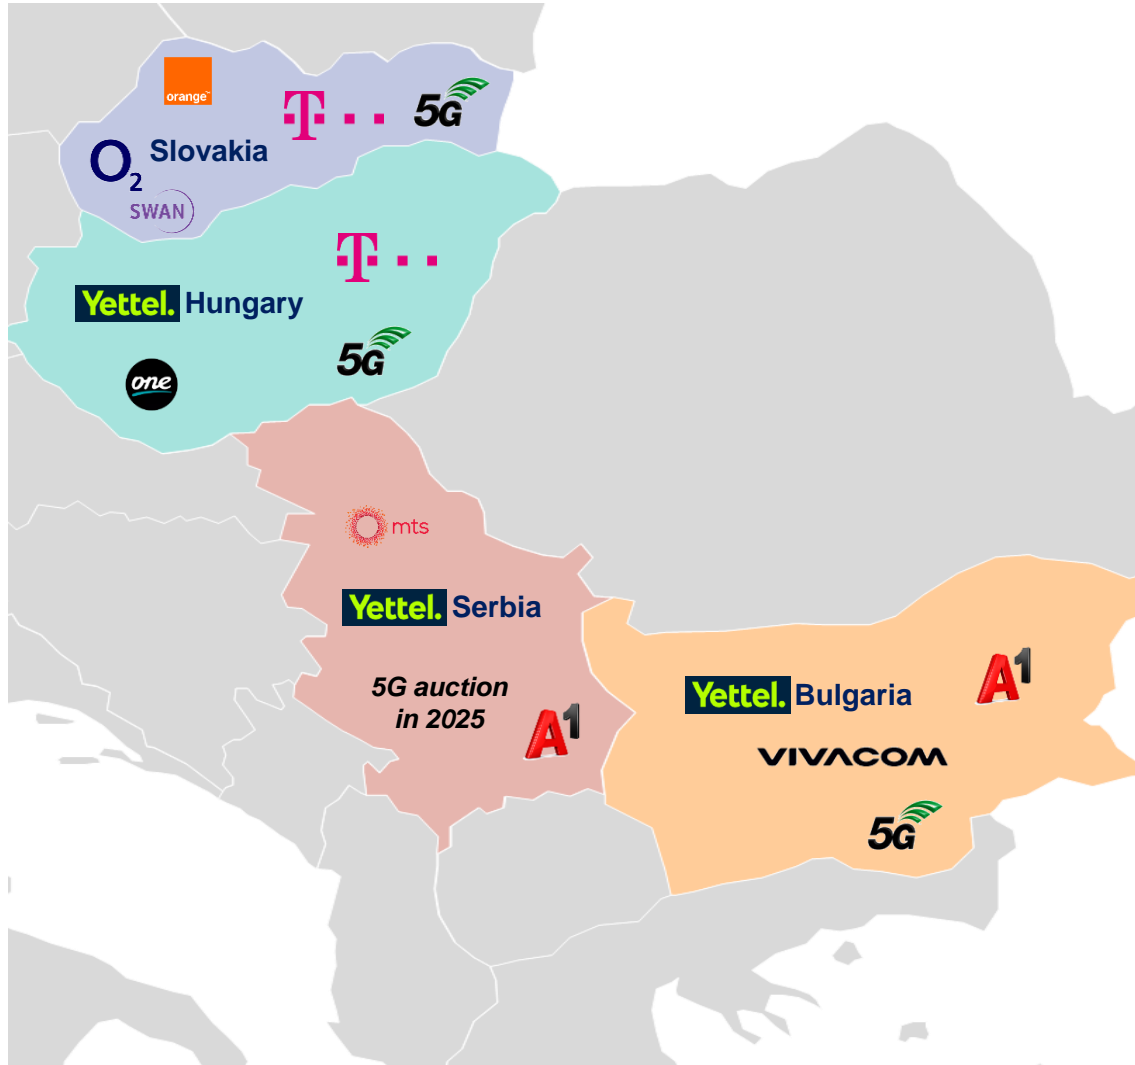 orange™
T
5G
O2 Slovakia
SWAN
T
Yettel. Hungary
5G
one
mts
Yettel. Serbia
5G auction
in 2025
A1
A1
Yettel. Bulgaria
VIVACOM
5G